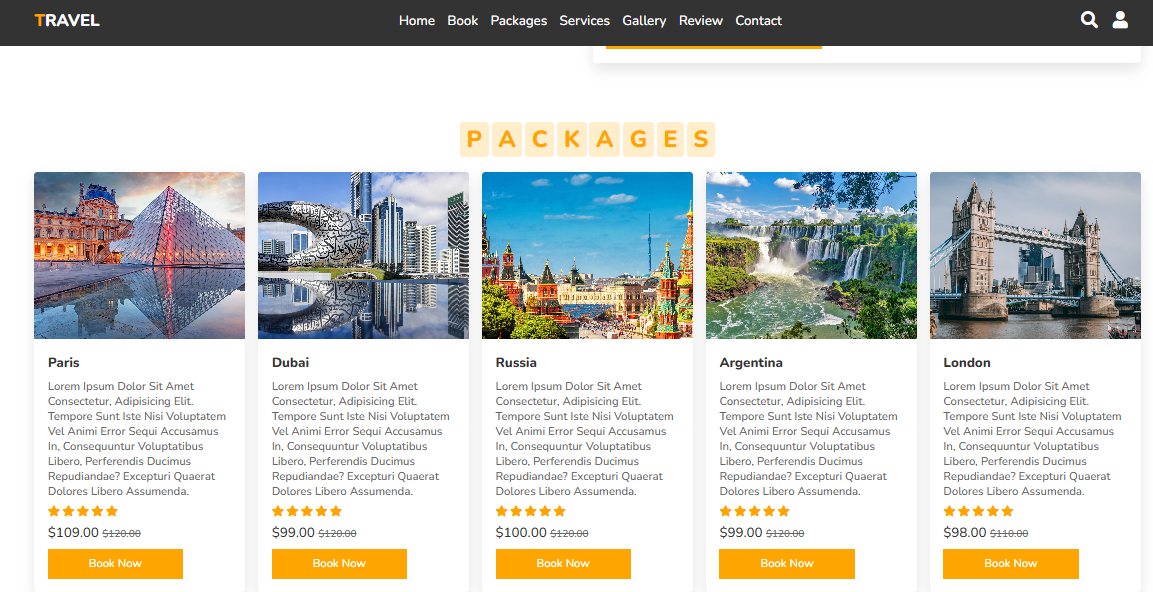 TRAVEL
Home Book Packages Services Gallery Review Contact
PACKAGES
Paris
Lorem Ipsum Dolor Sit Amet
Consectetur, Adipisicing Elit.
Tempore Sunt Iste Nisi Voluptatem
Vel Animi Error Sequi Accusamus
In, Consequuntur Voluptatibus
Libero, Perferendis Ducimus
Repudiandae? Excepturi Quaerat
Dolores Libero Assumenda.
$109.00 $120.00
Book Now
Dubai
Lorem Ipsum Dolor Sit Amet
Consectetur, Adipisicing Elit.
Tempore Sunt Iste Nisi Voluptatem
Vel Animi Error Sequi Accusamus
In, Consequuntur Voluptatibus
Libero, Perferendis Ducimus
Repudiandae? Excepturi Quaerat
Dolores Libero Assumenda.
$99.00 $120.00
Book Now
Russia
Lorem Ipsum Dolor Sit Amet
Consectetur, Adipisicing Elit.
Tempore Sunt Iste Nisi Voluptatem
Vel Animi Error Sequi Accusamus
In, Consequuntur Voluptatibus
Libero, Perferendis Ducimus
Repudiandae? Excepturi Quaerat
Dolores Libero Assumenda.
$100.00 $120.00
Book Now
Argentina
Lorem Ipsum Dolor Sit Amet
Consectetur, Adipisicing Elit.
Tempore Sunt Iste Nisi Voluptatem
Vel Animi Error Sequi Accusamus
In, Consequuntur Voluptatibus
Libero, Perferendis Ducimus
Repudiandae? Excepturi Quaerat
Dolores Libero Assumenda.
$99.00 $120.00
Book Now
London
Lorem Ipsum Dolor Sit Amet
Consectetur, Adipisicing Elit.
Tempore Sunt Iste Nisi Voluptatem
Vel Animi Error Sequi Accusamus
In, Consequuntur Voluptatibus
Libero, Perferendis Ducimus
Repudiandae? Excepturi Quaerat
Dolores Libero Assumenda.
$98.00 $110.00
Book Now